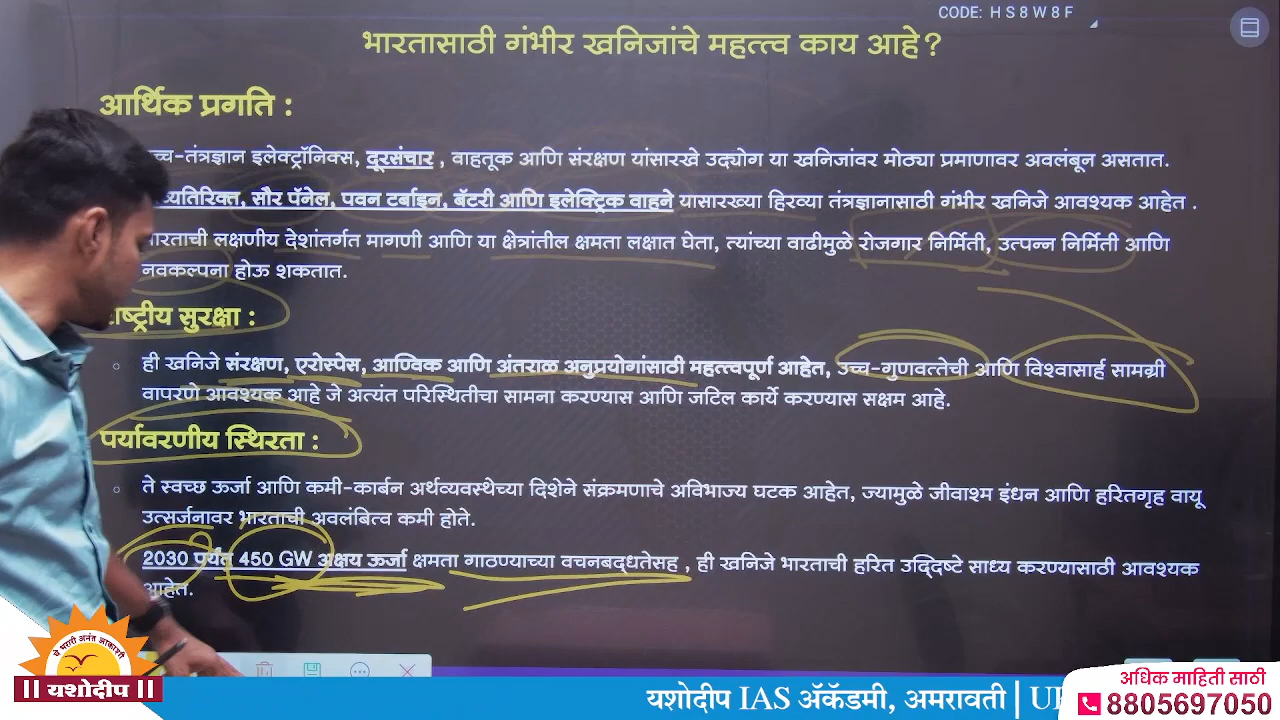 CODE: H S 8 W 8 F
भारतासाठी गंभीर खनिजांचे महत्त्व काय आहे?
आर्थिक प्रगति :
इलेक्ट्रॉनिक्स, दूरसंचार , वाहतूक आणि संरक्षण यांसारखे उद्योग या खनिजांवर मोठ्या प्रमाणावर अवलंबून असतात.
सौर पॅनेल, पवन टर्बाइन, बॅटरी आणि इलेक्ट्रिक वाहने यासारख्या हिरव्या तंत्रज्ञानासाठी गंभीर खनिजे आवश्यक आहेत .
लक्षणीय देशांतर्गत मागणी आणि या क्षेत्रांतील क्षमता लक्षात घेता, त्यांच्या वाढीमुळे रोजगार निर्मिती, उत्पन्न निर्मिती आणि
नवकल्पना होऊ शकतात.
सुरक्षा :
ही खनिजे संरक्षण, एरोस्पेस, आण्विक आणि अंतराळ अनुप्रयोगांसाठी महत्त्वपूर्ण आहेत, उच्च-गुणवत्तेची आणि विश्वासार्ह सामग्री
वापरणे आवश्यक आहे जे अत्यंत परिस्थितीचा सामना करण्यास आणि जटिल कार्ये करण्यास सक्षम आहे.
पर्यावरणीय स्थिरता :
ते स्वच्छ ऊर्जा आणि कमी-कार्बन अर्थव्यवस्थेच्या दिशेने संक्रमणाचे अविभाज्य घटक आहेत, ज्यामुळे जीवाश्म इंधन आणि हरितगृह वायू
उत्सर्जनावर भारताची अवलंबित्व कमी होते.
2030 पर्यंत 450 GW अक्षय ऊर्जा क्षमता गाठण्याच्या वचनबद्धतेसह , ही खनिजे भारताची हरित उद्दिष्टे साध्य करण्यासाठी आवश्यक
आहेत.
ये भरारी अनंत आकाशी
|| यशोदीप ||
यशोदीप IAS ॲकॅडमी, अमरावती |
अधिक माहिती साठी
8805697050